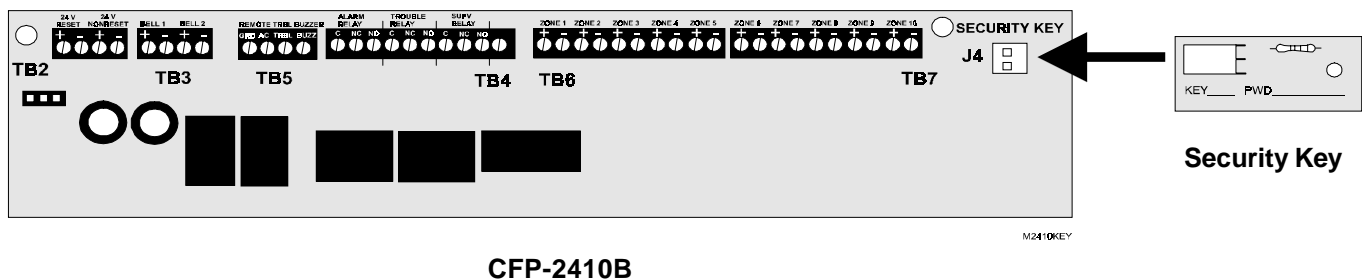 24 V RESET 24 V NONRESET BELL 1 BELL 2 REMOTE TRBL BUZZER ALARM RELAY TROUBLE RELAY SUPV RELAY ZONE 1 ZONE 2 ZONE 3 ZONE 4 ZONE 5 ZONE 6 ZONE 7 ZONE 8 ZONE 9 ZONE 10 SECURITY KEY
+ - + - + - + - GRD AC TRBL BUZZ C NC NO C NC NO C NC NO + - + - + - + - + - + - + - + - + - + -
TB2 TB3 TB5 TB4 TB6 TB7 J4
KEY____ PWD__________
Security Key
M2410KEY
CFP-2410B